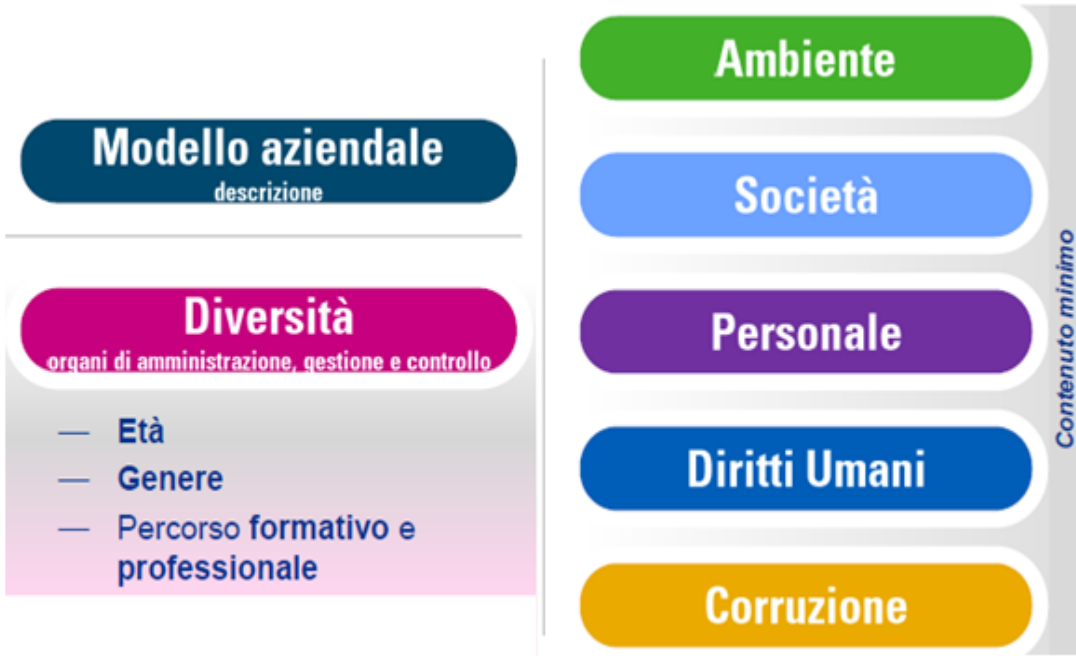 Modello aziendale
descrizione
Diversità
organi di amministrazione, gestione e controllo
— Età
— Genere
— Percorso formativo e
professionale
Ambiente
Società
Personale
Diritti Umani
Corruzione
Contenuto minimo